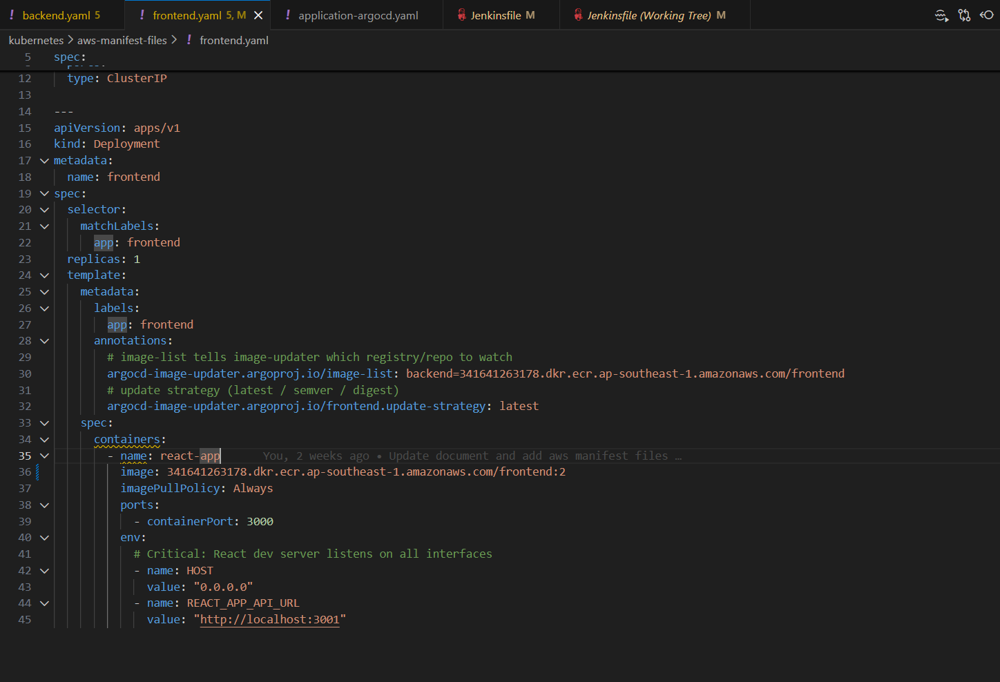 backend.yaml 5 frontend.yaml 5, M application-argocd.yaml Jenkinsfile M Jenkinsfile (Working Tree) M
kubernetes > aws-manifest-files > frontend.yaml
5 spec:
12 type: ClusterIP
13
14 ---
15 apiVersion: apps/v1
16 kind: Deployment
17 metadata:
18 name: frontend
19 spec:
20 selector:
21 matchLabels:
22 app: frontend
23 replicas: 1
24 template:
25 metadata:
26 labels:
27 app: frontend
28 annotations:
29 # image-list tells image-updater which registry/repo to watch
30 argocd-image-updater.argoproj.io/image-list: backend=341641263178.dkr.ecr.ap-southeast-1.amazonaws.com/frontend
31 # update strategy (latest / semver / digest)
32 argocd-image-updater.argoproj.io/frontend.update-strategy: latest
33 spec:
34 containers:
35 - name: react-app You, 2 weeks ago • Update document and add aws manifest files …
36 image: 341641263178.dkr.ecr.ap-southeast-1.amazonaws.com/frontend:2
37 imagePullPolicy: Always
38 ports:
39 - containerPort: 3000
40 env:
41 # Critical: React dev server listens on all interfaces
42 - name: HOST
43 value: "0.0.0.0"
44 - name: REACT_APP_API_URL
45 value: "http://localhost:3001"